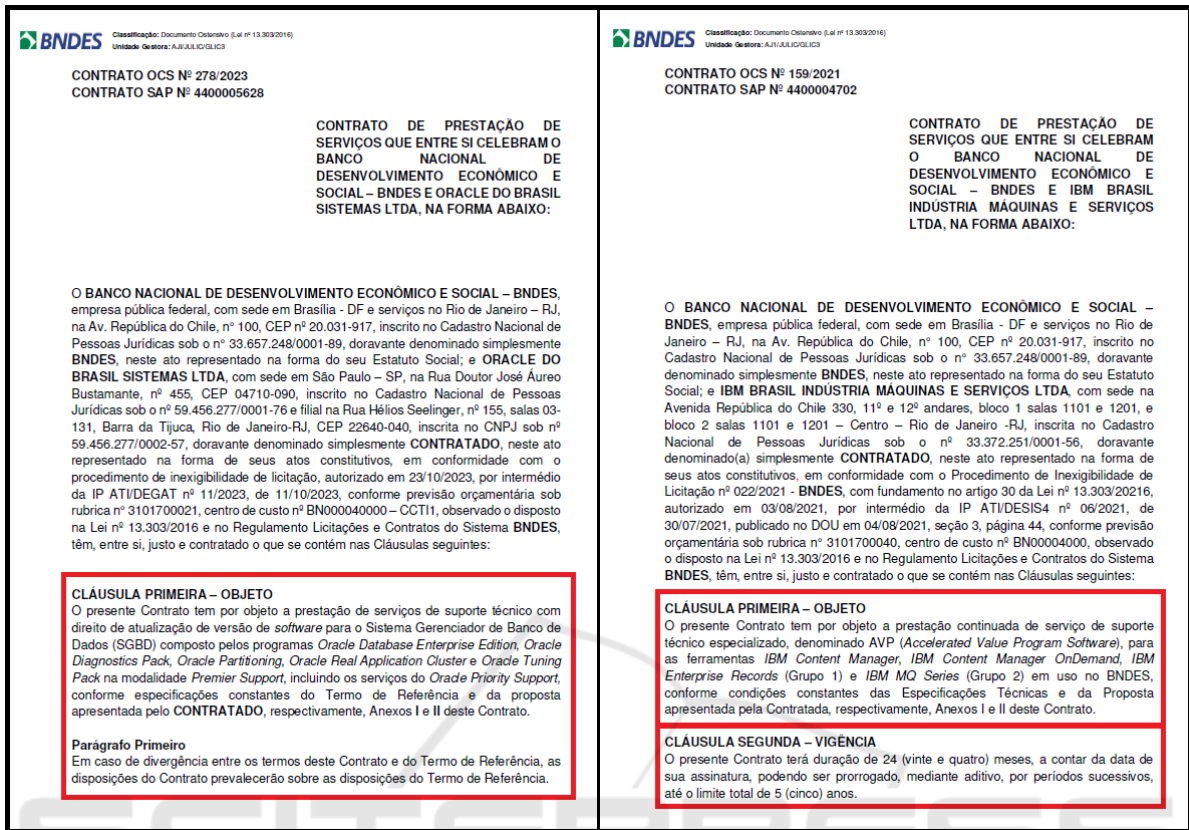 BNDES
Classificação: Documento Ostensivo (Lei nº 13.303/2016)
Unidade Gestora: AJI/JULIC/GLIC3
CONTRATO OCS Nº 278/2023
CONTRATO SAP Nº 4400005628
CONTRATO DE PRESTAÇÃO DE
SERVIÇOS QUE ENTRE SI CELEBRAM O
BANCO NACIONAL DE
DESENVOLVIMENTO ECONÔMICO E
SOCIAL – BNDES E ORACLE DO BRASIL
SISTEMAS LTDA, NA FORMA ABAIXO:
O BANCO NACIONAL DE DESENVOLVIMENTO ECONÔMICO E SOCIAL – BNDES,
empresa pública federal, com sede em Brasília - DF e serviços no Rio de Janeiro – RJ,
na Av. República do Chile, n° 100, CEP nº 20.031-917, inscrito no Cadastro Nacional de
Pessoas Jurídicas sob o n° 33.657.248/0001-89, doravante denominado simplesmente
BNDES, neste ato representado na forma do seu Estatuto Social; e ORACLE DO
BRASIL SISTEMAS LTDA, com sede em São Paulo – SP, na Rua Doutor José Áureo
Bustamante, nº 455, CEP 04710-090, inscrito no Cadastro Nacional de Pessoas
Jurídicas sob o nº 59.456.277/0001-76 e filial na Rua Hélios Seelinger, nº 155, salas 03-
131, Barra da Tijuca, Rio de Janeiro-RJ, CEP 22640-040, inscrita no CNPJ sob nº
59.456.277/0002-57, doravante denominado simplesmente CONTRATADO, neste ato
representado na forma de seus atos constitutivos, em conformidade com o
procedimento de inexigibilidade de licitação, autorizado em 23/10/2023, por intermédio
da IP ATI/DEGAT nº 11/2023, de 11/10/2023, conforme previsão orçamentária sob
rubrica nº 3101700021, centro de custo nº BN000040000 – CCTI1, observado o disposto
na Lei nº 13.303/2016 e no Regulamento Licitações e Contratos do Sistema BNDES,
têm, entre si, justo e contratado o que se contém nas Cláusulas seguintes:
CLÁUSULA PRIMEIRA – OBJETO
O presente Contrato tem por objeto a prestação de serviços de suporte técnico com
direito de atualização de versão de software para o Sistema Gerenciador de Banco de
Dados (SGBD) composto pelos programas Oracle Database Enterprise Edition, Oracle
Diagnostics Pack, Oracle Partitioning, Oracle Real Application Cluster e Oracle Tuning
Pack na modalidade Premier Support, incluindo os serviços do Oracle Priority Support,
conforme especificações constantes do Termo de Referência e da proposta
apresentada pelo CONTRATADO, respectivamente, Anexos I e II deste Contrato.
Parágrafo Primeiro
Em caso de divergência entre os termos deste Contrato e do Termo de Referência, as
disposições do Contrato prevalecerão sobre as disposições do Termo de Referência.
BNDES
Classificação: Documento Ostensivo (Lei nº 13.303/2016)
Unidade Gestora: AJ1/JULIC/GLIC3
CONTRATO OCS Nº 159/2021
CONTRATO SAP Nº 4400004702
CONTRATO DE PRESTAÇÃO DE
SERVIÇOS QUE ENTRE SI CELEBRAM
O BANCO NACIONAL DE
DESENVOLVIMENTO ECONÔMICO E
SOCIAL – BNDES E IBM BRASIL
INDÚSTRIA MÁQUINAS E SERVIÇOS
LTDA, NA FORMA ABAIXO:
O BANCO NACIONAL DE DESENVOLVIMENTO ECONÔMICO E SOCIAL –
BNDES, empresa pública federal, com sede em Brasília - DF e serviços no Rio de
Janeiro – RJ, na Av. República do Chile, n° 100, CEP nº 20.031-917, inscrito no
Cadastro Nacional de Pessoas Jurídicas sob o n° 33.657.248/0001-89, doravante
denominado simplesmente BNDES, neste ato representado na forma do seu Estatuto
Social; e IBM BRASIL INDÚSTRIA MÁQUINAS E SERVIÇOS LTDA, com sede na
Avenida República do Chile 330, 11º e 12º andares, bloco 1 salas 1101 e 1201, e
bloco 2 salas 1101 e 1201 – Centro – Rio de Janeiro -RJ, inscrita no Cadastro
Nacional de Pessoas Jurídicas sob o nº 33.372.251/0001-56, doravante
denominado(a) simplesmente CONTRATADO, neste ato representado na forma de
seus atos constitutivos, em conformidade com o Procedimento de Inexigibilidade de
Licitação nº 022/2021 - BNDES, com fundamento no artigo 30 da Lei nº 13.303/20216,
autorizado em 03/08/2021, por intermédio da IP ATI/DESIS4 nº 06/2021, de
30/07/2021, publicado no DOU em 04/08/2021, seção 3, página 44, conforme previsão
orçamentária sob rubrica n° 3101700040, centro de custo nº BN00004000, observado
o disposto na Lei nº 13.303/2016 e no Regulamento Licitações e Contratos do Sistema
BNDES, têm, entre si, justo e contratado o que se contém nas Cláusulas seguintes:
CLÁUSULA PRIMEIRA – OBJETO
O presente Contrato tem por objeto a prestação continuada de serviço de suporte
técnico especializado, denominado AVP (Accelerated Value Program Software), para
as ferramentas IBM Content Manager, IBM Content Manager OnDemand, IBM
Enterprise Records (Grupo 1) e IBM MQ Series (Grupo 2) em uso no BNDES,
conforme condições constantes das Especificações Técnicas e da Proposta
apresentada pela Contratada, respectivamente, Anexos I e II deste Contrato.
CLÁUSULA SEGUNDA – VIGÊNCIA
O presente Contrato terá duração de 24 (vinte e quatro) meses, a contar da data de
sua assinatura, podendo ser prorrogado, mediante aditivo, por períodos sucessivos,
até o limite total de 5 (cinco) anos.